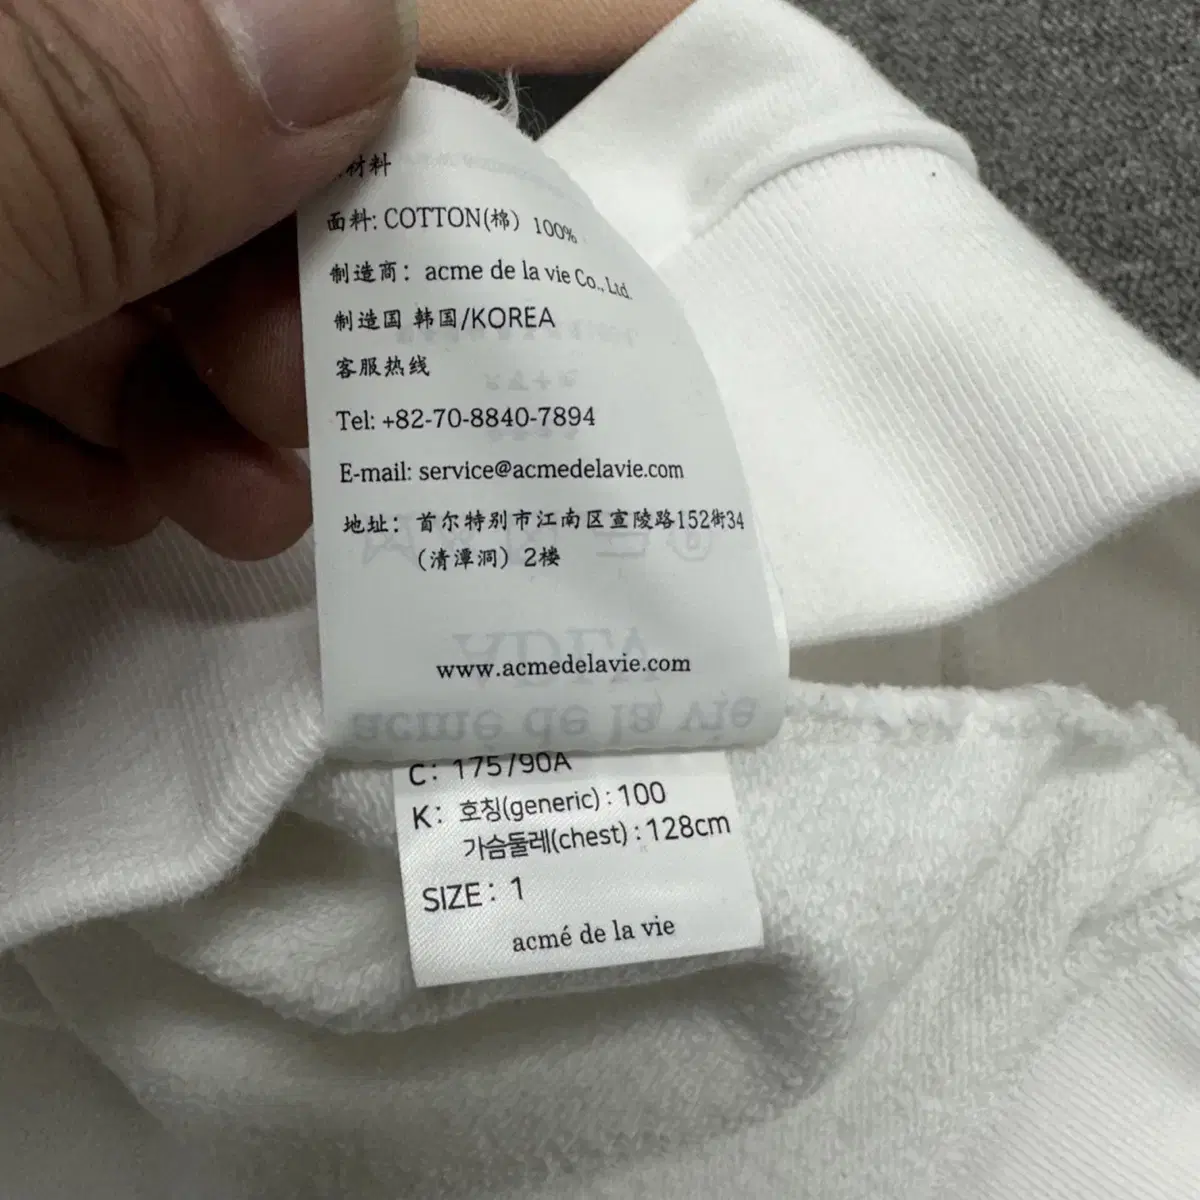 材料
面料: COTTON(棉) 100%
制造商: acme de la vie Co., Ltd.
制造国 韩国/KOREA
客服热线
Tel: +82-70-8840-7894
E-mail: service@acmedelavie.com
地址: 首尔特别市江南区宣陵路152街34
(清潭洞) 2楼
www.acmedelavie.com
C: 175/90A
K: 호칭(generic) : 100
가슴둘레(chest) : 128cm
SIZE : 1
acmé de la vie